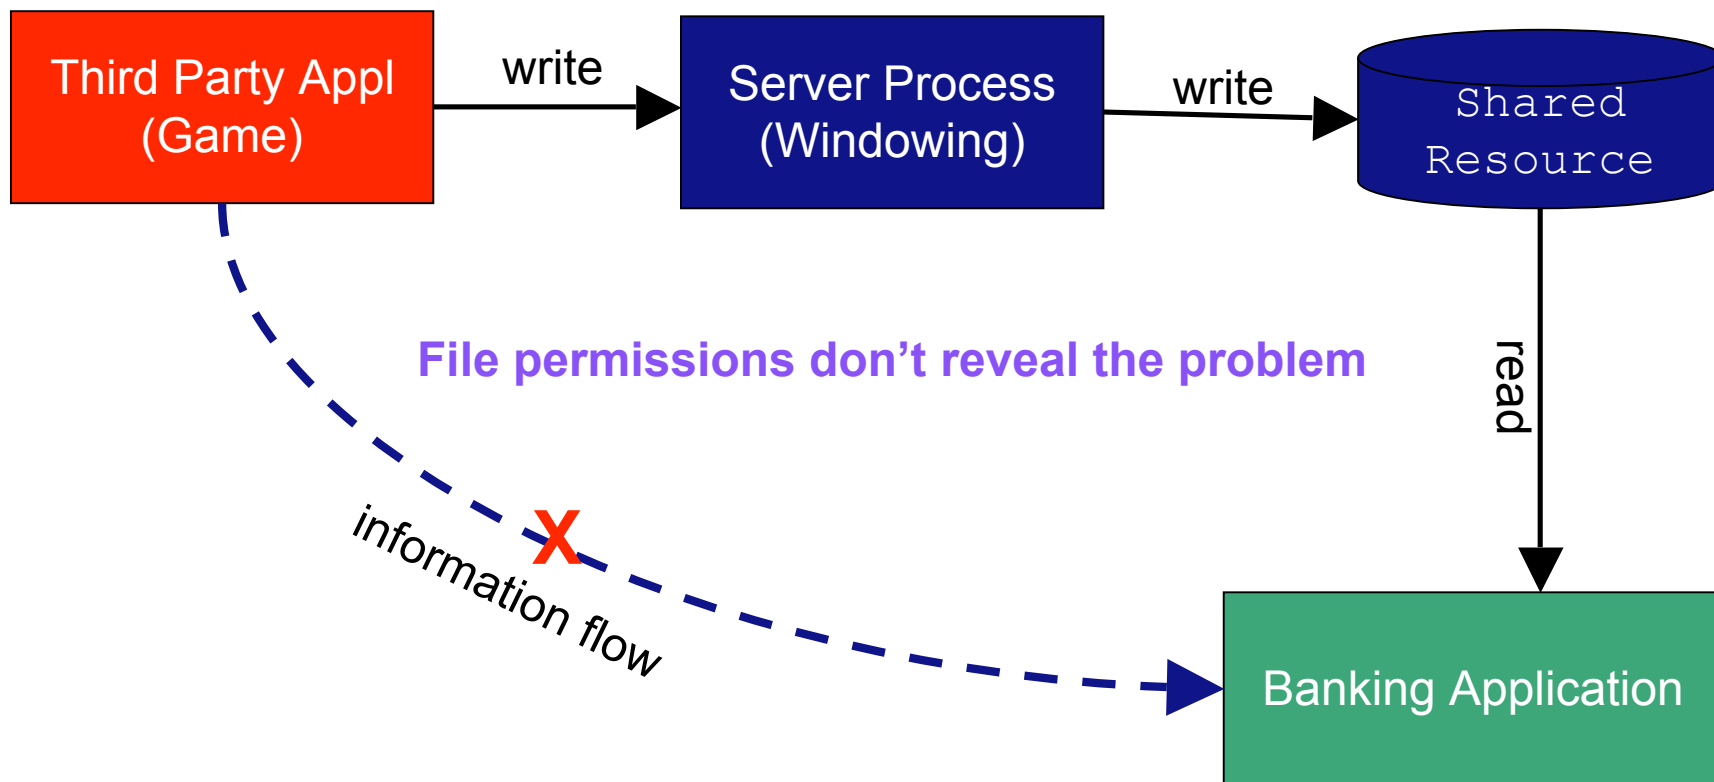 Third Party Appl
(Game)
write
Server Process
(Windowing)
write
Shared
Resource
File permissions don’t reveal the problem
read
X
information flow
Banking Application